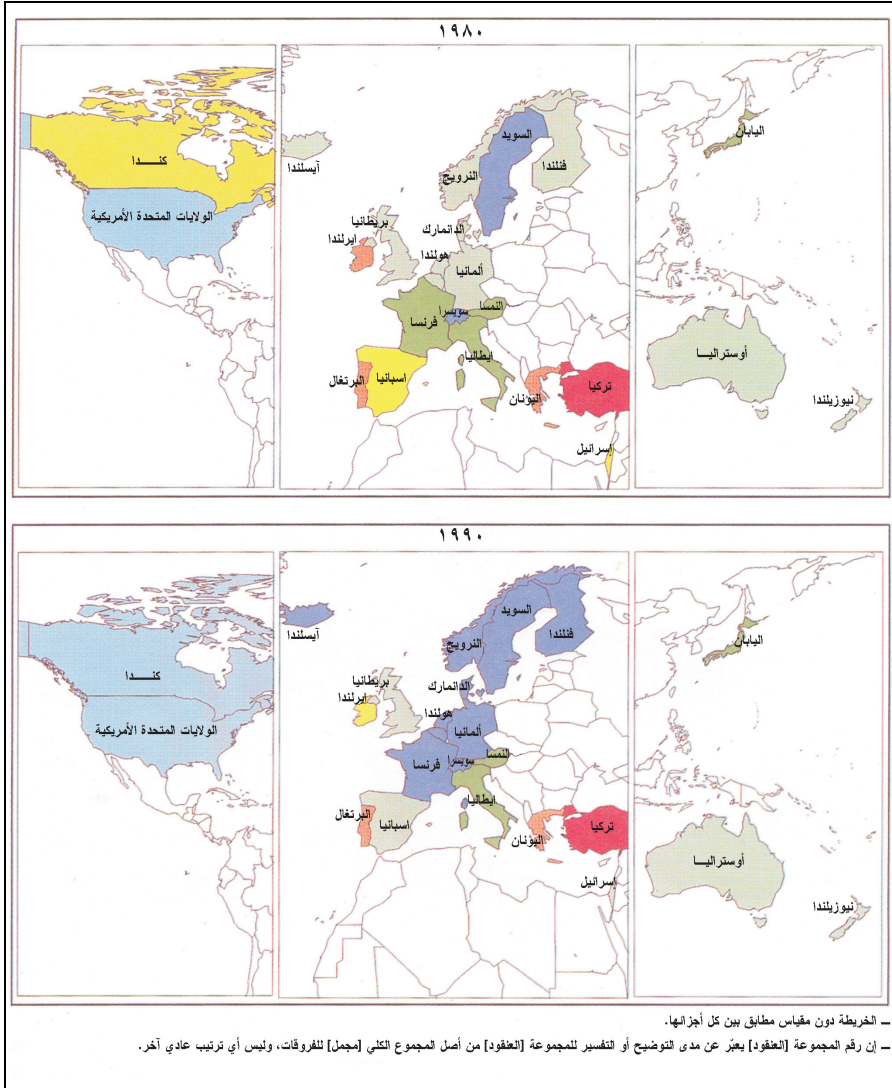 ١٩٨٠
كنـــدا
الولايات المتحدة الأمريكية
آيسلندا
السويد
فنلندا
النرويج
بريطانيا
ايرلندا
الدانمارك
هولندا
ألمانيا
النمسا
سويسرا
فرنسا
ايطاليا
اسبانيا
البرتغال
اليونان
تركيا
إسرائيل
اليابان
أوستراليـــا
نيوزيلندا
١٩٩٠
كنـــدا
الولايات المتحدة الأمريكية
آيسلندا
السويد
فنلندا
النرويج
بريطانيا
ايرلندا
الدانمارك
هولندا
ألمانيا
النمسا
سويسرا
فرنسا
ايطاليا
اسبانيا
البرتغال
اليونان
تركيا
إسرائيل
اليابان
أوستراليـــا
نيوزيلندا
ــ الخريطة دون مقياس مطابق بين كل أجزائها.
ــ إن رقم المجموعة [العنقود] يعبّر عن مدى التوضيح أو التفسير للمجموعة [العنقود] من أصل المجموع الكلي [مجمل] للفروقات، وليس أي ترتيب عادي آخر.